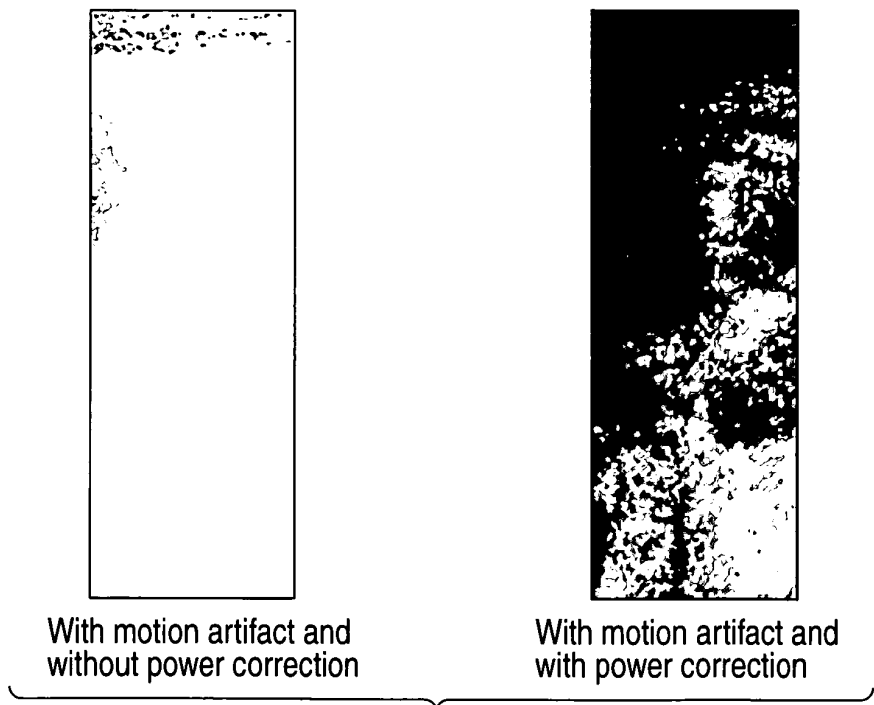 With motion artifact and
without power correction
With motion artifact and
with power correction